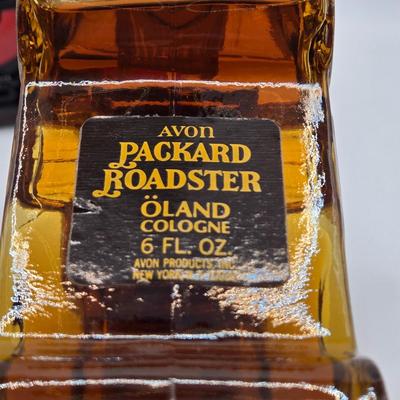 AVON
PACKARD
ROADSTER
ÖLAND
COLOGNE
6 FL. OZ.
AVON PRODUCTS, INC.
NEW YORK